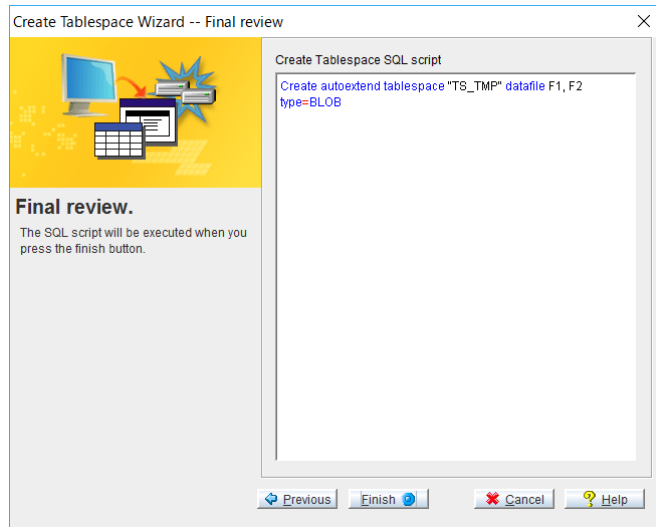 Create Tablespace Wizard -- Final review
Create Tablespace SQL script
Create autoextend tablespace "TS_TMP" datafile F1, F2
type=BLOB
Final review.
The SQL script will be executed when you
press the finish button.
Previous
Finish
Cancel
Help